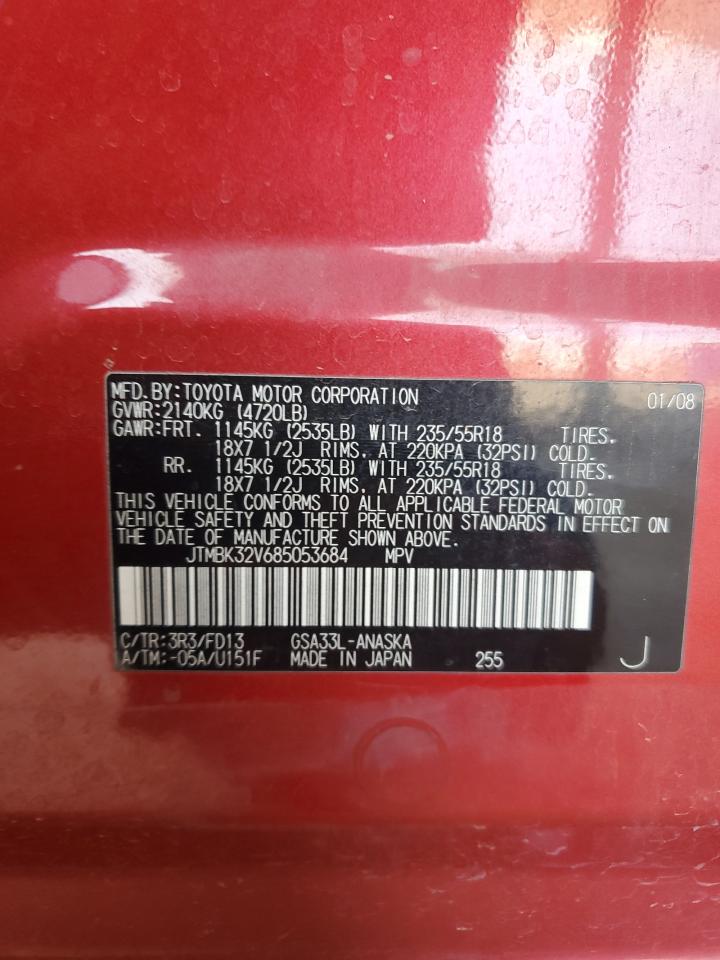 MFD.BY:TOYOTA MOTOR CORPORATION 01/08
GVWR:2140KG (4720LB)
GAWR:FRT. 1145KG (2535LB) WITH 235/55R18 TIRES.
18X7 1/2J RIMS. AT 220KPA (32PSI) COLD.
RR. 1145KG (2535LB) WITH 235/55R18 TIRES.
18X7 1/2J RIMS. AT 220KPA (32PSI) COLD.
THIS VEHICLE CONFORMS TO ALL APPLICABLE FEDERAL MOTOR
VEHICLE SAFETY AND THEFT PREVENTION STANDARDS IN EFFECT ON
THE DATE OF MANUFACTURE SHOWN ABOVE.
JTMBK32V685053684 MPV
C/TR:3R3/FD13 GSA33L-ANASKA
A/TM:-05A/U151F MADE IN JAPAN 255 J